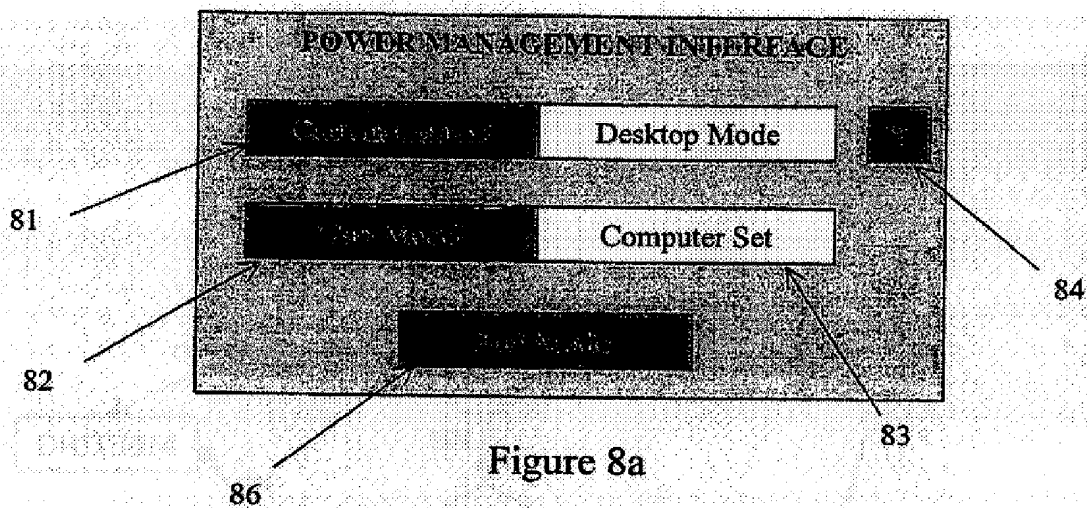 POWER MANAGEMENT INTERFACE
Desktop Mode
81
Computer Set
84
82
83
Figure 8a
86